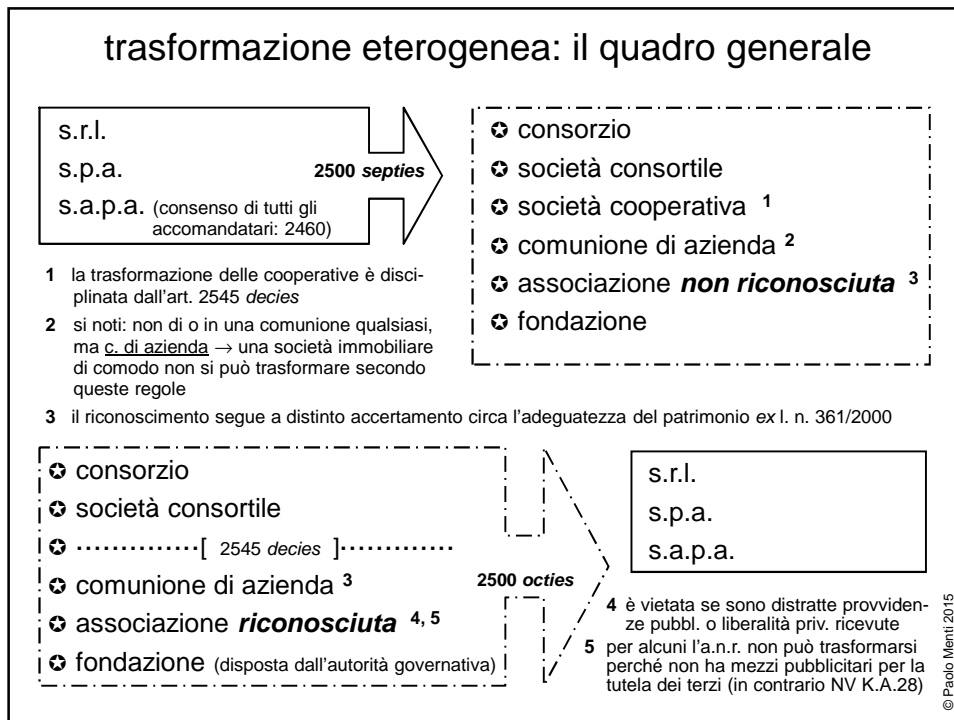 trasformazione eterogenea: il quadro generale
s.r.l.
s.p.a.
s.a.p.a. (consenso di tutti gli
accomandatari: 2460)
2500 septies
✪ consorzio
✪ società consortile
✪ società cooperativa 1
✪ comunione di azienda 2
✪ associazione non riconosciuta 3
✪ fondazione
1 la trasformazione delle cooperative è disci-
plinata dall'art. 2545 decies
2 si noti: non di o in una comunione qualsiasi,
ma c. di azienda → una società immobiliare
di comodo non si può trasformare secondo
queste regole
3 il riconoscimento segue a distinto accertamento circa l'adeguatezza del patrimonio ex l. n. 361/2000
✪ consorzio
✪ società consortile
✪ ··············[ 2545 decies ]·············
✪ comunione di azienda 3
✪ associazione riconosciuta 4, 5
✪ fondazione (disposta dall'autorità governativa)
2500 octies
s.r.l.
s.p.a.
s.a.p.a.
4 è vietata se sono distratte provviden-
ze pubbl. o liberalità priv. ricevute
5 per alcuni l'a.n.r. non può trasformarsi
perché non ha mezzi pubblicitari per la
tutela dei terzi (in contrario NV K.A.28)
© Paolo Menti 2015